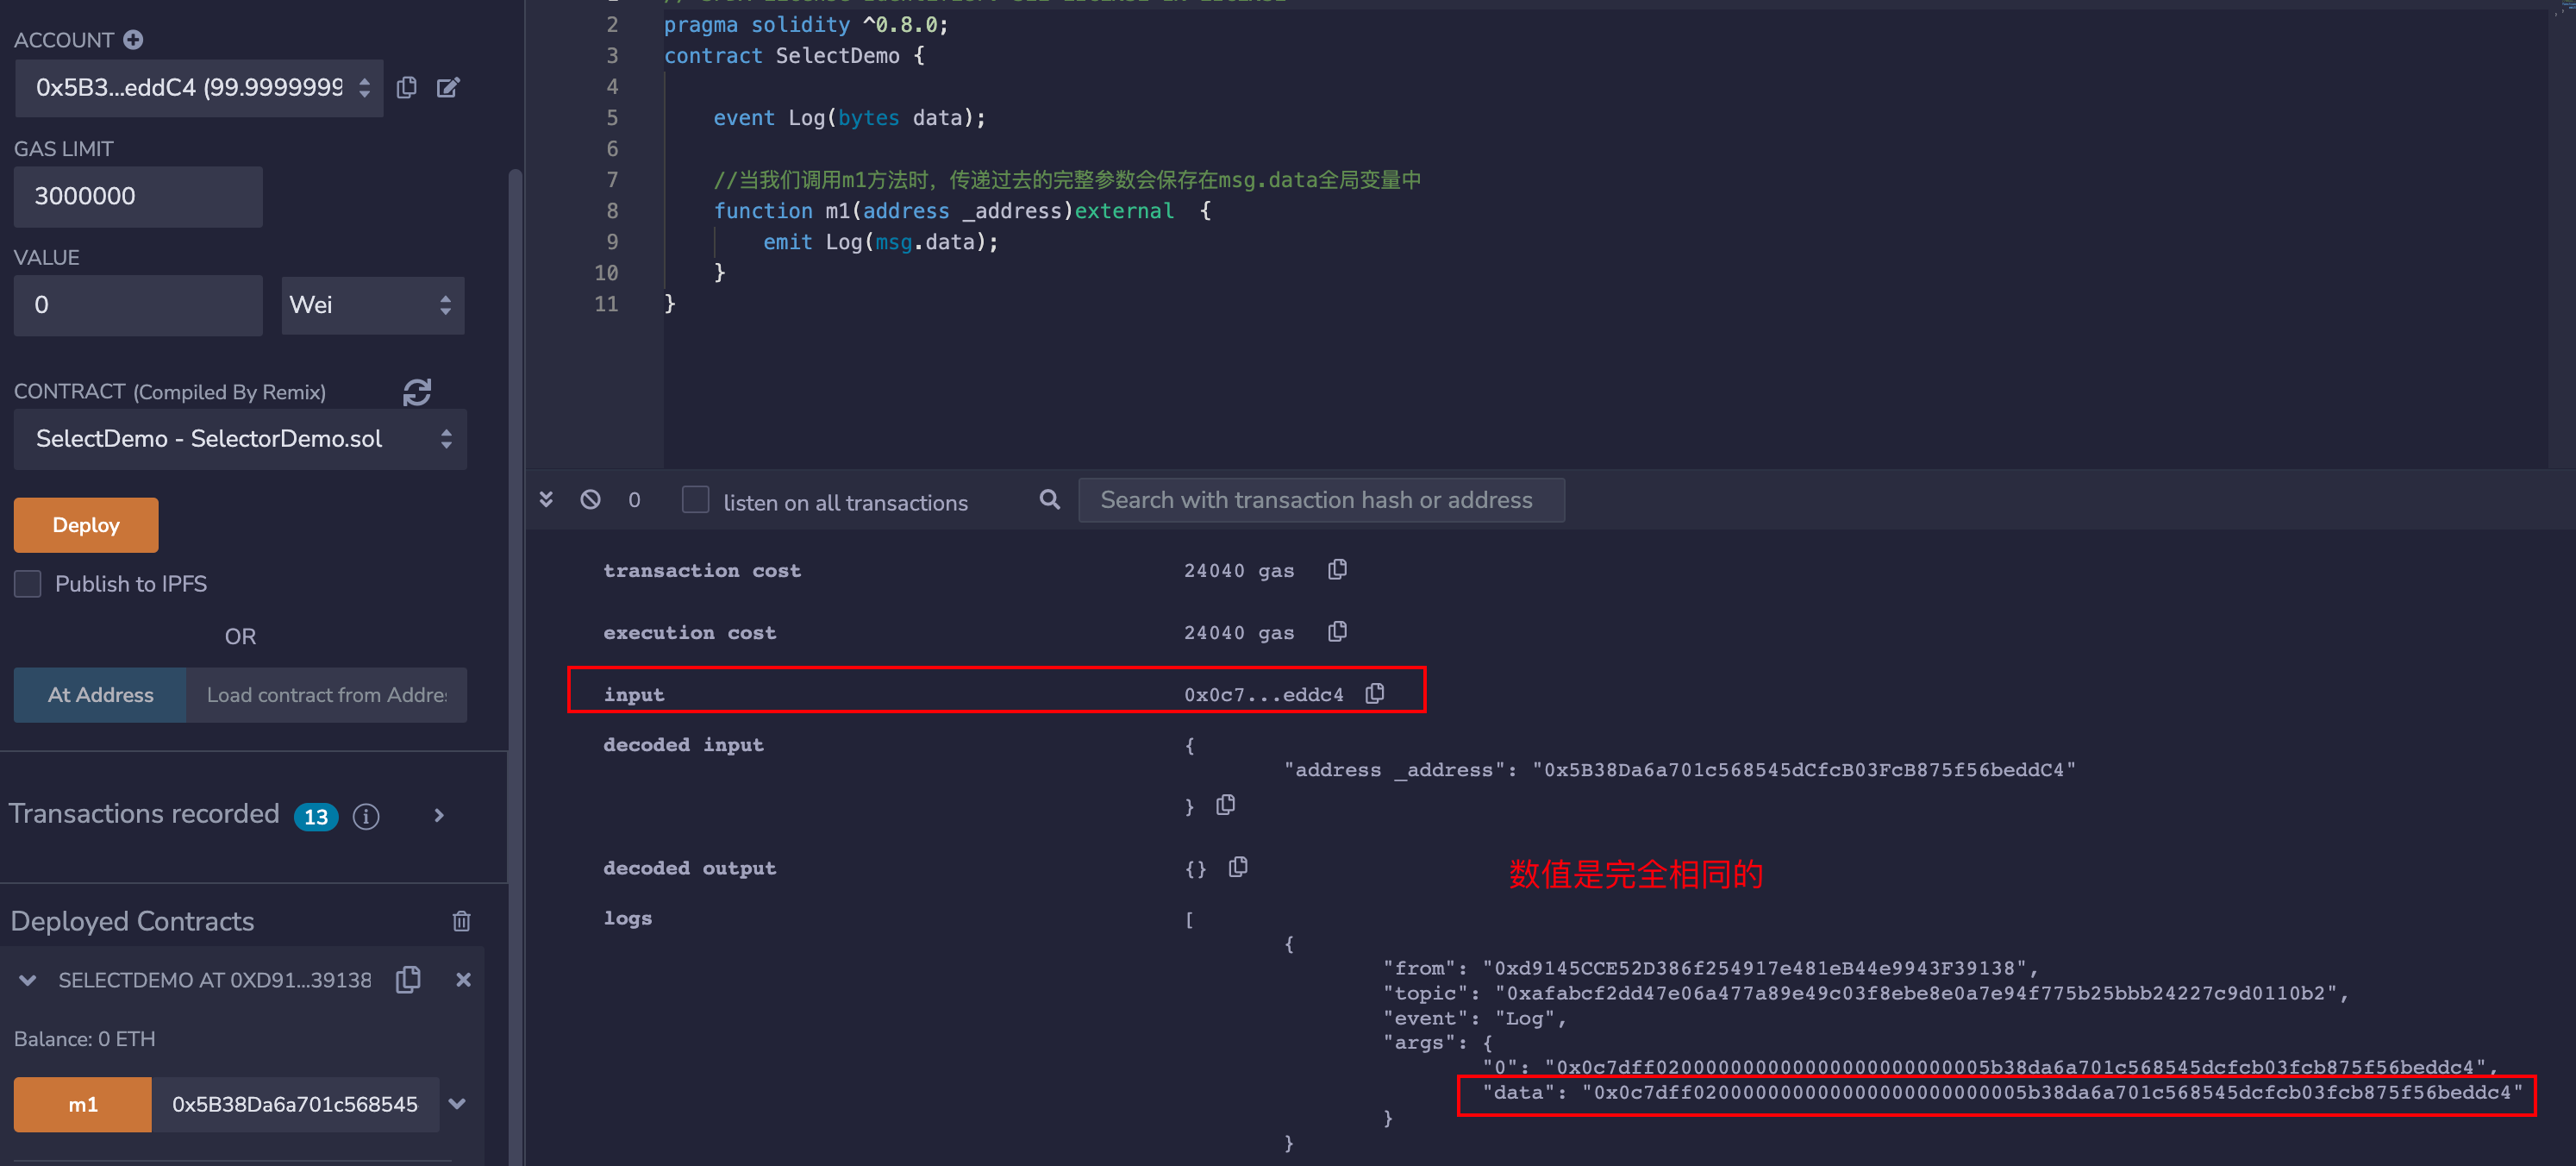 ACCOUNT
0x5B3...eddC4 (99.9999999
GAS LIMIT
3000000
VALUE
0
Wei
CONTRACT (Compiled By Remix)
SelectDemo - SelectorDemo.sol
Deploy
Publish to IPFS
OR
At Address
Load contract from Addre
Transactions recorded 13
Deployed Contracts
SELECTDEMO AT 0XD91...39138
Balance: 0 ETH
m1
0x5B38Da6a701c568545
2 pragma solidity ^0.8.0;
3 contract SelectDemo {
4
5 event Log(bytes data);
6
7 //当我们调用m1方法时，传递过去的完整参数会保存在msg.data全局变量中
8 function m1(address _address)external {
9 emit Log(msg.data);
10 }
11 }
0
listen on all transactions
Search with transaction hash or address
transaction cost 24040 gas
execution cost 24040 gas
input 0x0c7...eddc4
decoded input {
"address _address": "0x5B38Da6a701c568545dCfcB03FcB875f56beddC4"
}
decoded output {}
数值是完全相同的
logs [
{
"from": "0xd9145CCE52D386f254917e481eB44e9943F39138",
"topic": "0xafabcf2dd47e06a477a89e49c03f8ebe8e0a7e94f775b25bbb24227c9d0110b2",
"event": "Log",
"args": {
"0": "0x0c7dff020000000000000000000000005b38da6a701c568545dcfcb03fcb875f56beddc4",
"data": "0x0c7dff020000000000000000000000005b38da6a701c568545dcfcb03fcb875f56beddc4"
}
}